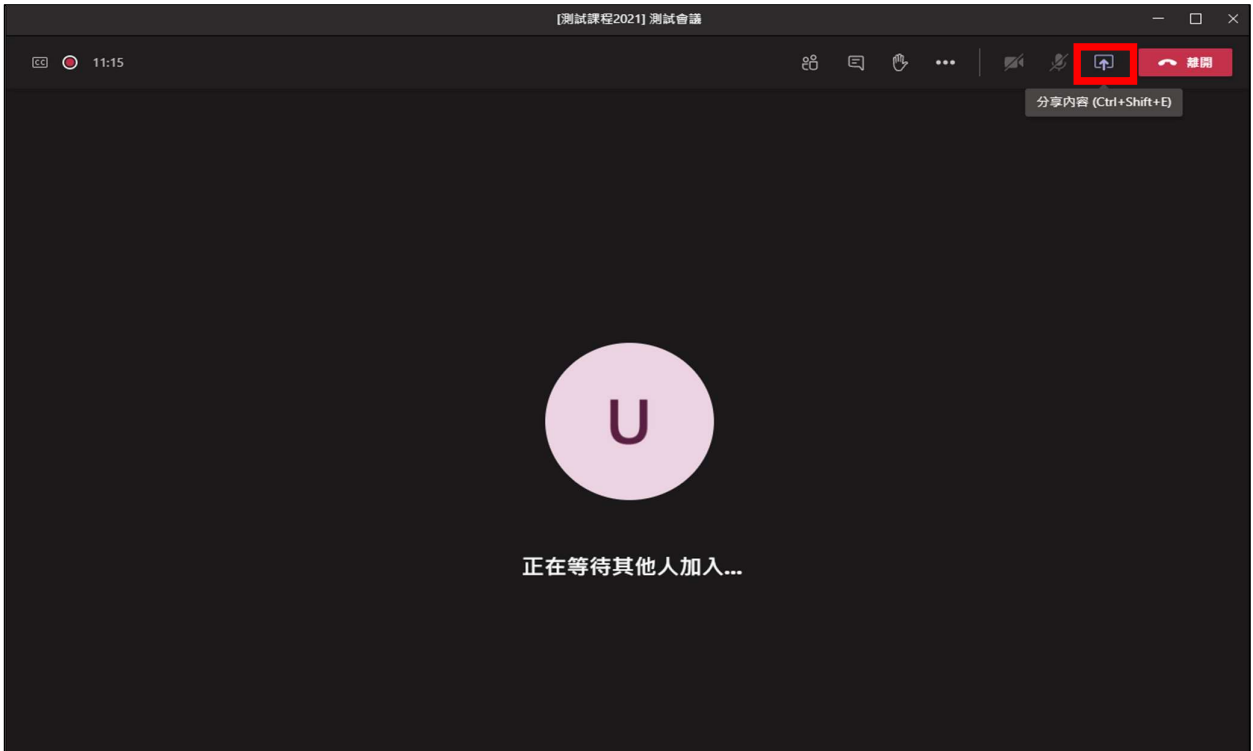 [測試課程2021] 測試會議
CC 11:15
離開
分享內容 (Ctrl+Shift+E)
U
正在等待其他人加入...